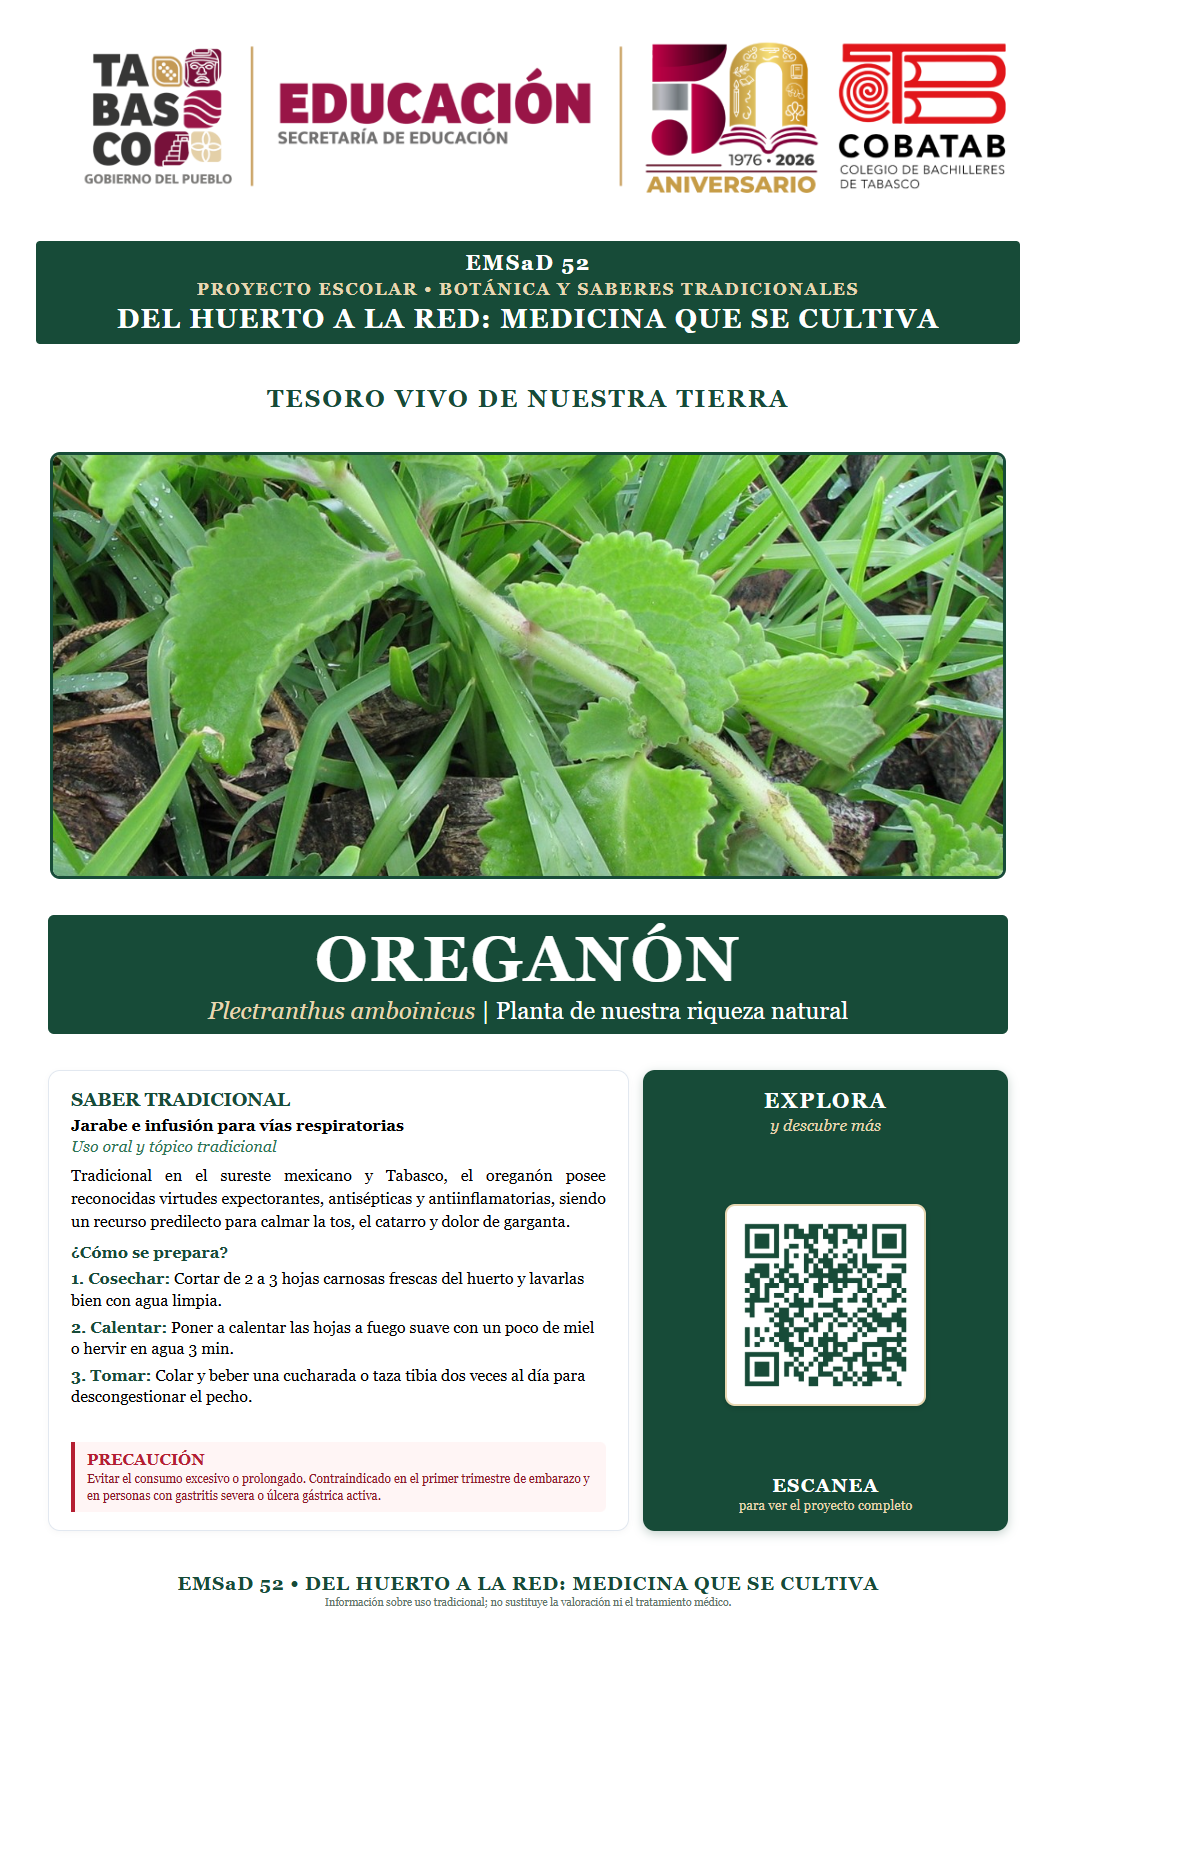 TA
BAS
CO
GOBIERNO DEL PUEBLO
EDUCACIÓN
SECRETARÍA DE EDUCACIÓN
50
1976 • 2026
ANIVERSARIO
COBATAB
COLEGIO DE BACHILLERES
DE TABASCO
EMSaD 52
PROYECTO ESCOLAR • BOTÁNICA Y SABERES TRADICIONALES
DEL HUERTO A LA RED: MEDICINA QUE SE CULTIVA
TESORO VIVO DE NUESTRA TIERRA
OREGANÓN
Plectranthus amboinicus | Planta de nuestra riqueza natural
SABER TRADICIONAL
Jarabe e infusión para vías respiratorias
Uso oral y tópico tradicional
Tradicional en el sureste mexicano y Tabasco, el oreganón posee
reconocidas virtudes expectorantes, antisépticas y antiinflamatorias, siendo
un recurso predilecto para calmar la tos, el catarro y dolor de garganta.
¿Cómo se prepara?
1. Cosechar: Cortar de 2 a 3 hojas carnosas frescas del huerto y lavarlas
bien con agua limpia.
2. Calentar: Poner a calentar las hojas a fuego suave con un poco de miel
o hervir en agua 3 min.
3. Tomar: Colar y beber una cucharada o taza tibia dos veces al día para
descongestionar el pecho.
PRECAUCIÓN
Evitar el consumo excesivo o prolongado. Contraindicado en el primer trimestre de embarazo y
en personas con gastritis severa o úlcera gástrica activa.
EXPLORA
y descubre más
ESCANEA
para ver el proyecto completo
EMSaD 52 • DEL HUERTO A LA RED: MEDICINA QUE SE CULTIVA
Información sobre uso tradicional; no sustituye la valoración ni el tratamiento médico.